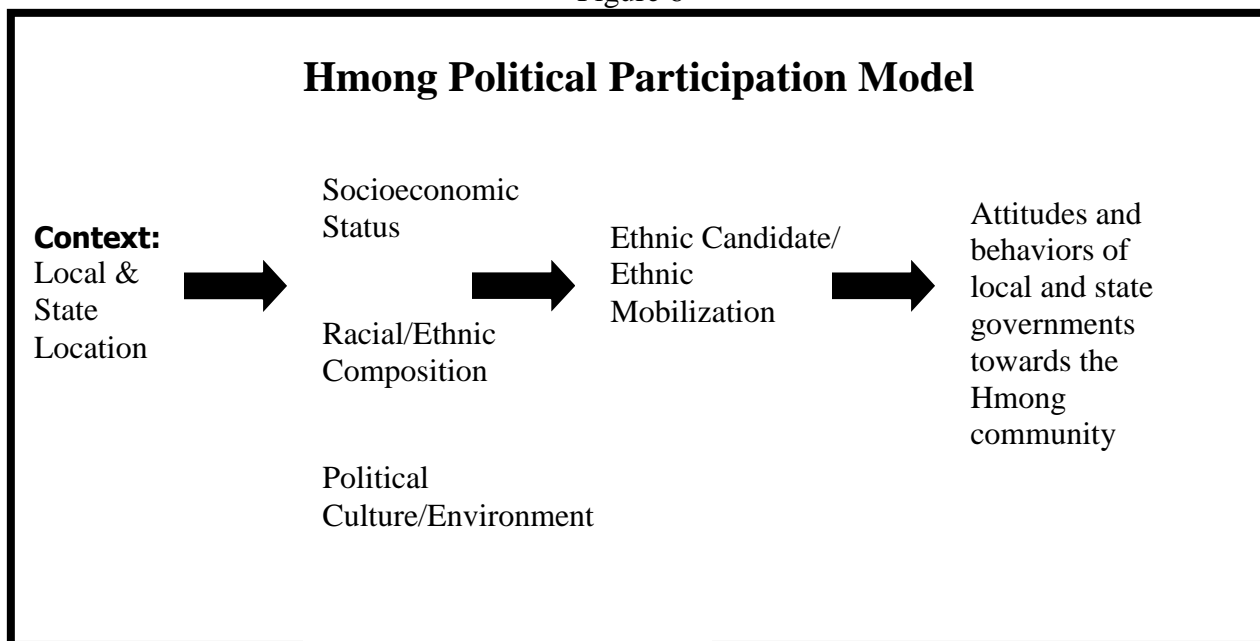 Hmong Political Participation Model
Context:
Local &
State
Location
Socioeconomic
Status
Racial/Ethnic
Composition
Political
Culture/Environment
Ethnic Candidate/
Ethnic
Mobilization
Attitudes and
behaviors of
local and state
governments
towards the
Hmong
community